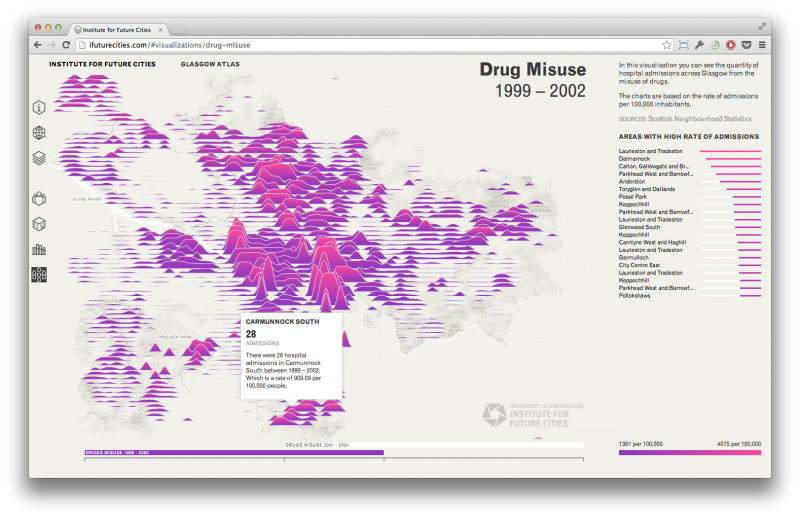 Institute for Future Cities
ifuturecities.com/#visualizations/drug-misuse
INSTITUTE FOR FUTURE CITIES
GLASGOW ATLAS
Drug Misuse
1999 – 2002
In this visualisation you can see the quantity of
hospital admissions across Glasgow from the
misuse of drugs.
The charts are based on the rate of admissions
per 100,000 inhabitants.
SOURCES: Scottish Neighbourhood Statistics
AREAS WITH HIGH RATE OF ADMISSIONS
Laurieston and Tradeston
Dalmarnock
Calton, Gallowgate and Br...
Parkhead West and Barrowf...
Anderston
Toryglen and Oatlands
Possil Park
Keppochhill
Parkhead West and Barrowf...
Laurieston and Tradeston
Glenwood South
Keppochhill
Carntyre West and Haghill
Laurieston and Tradeston
Barmulloch
City Centre East
Laurieston and Tradeston
Keppochhill
Parkhead West and Barrowf...
Pollokshaws
CLYDE RIVER
POLLOCK PARK
CARMUNNOCK SOUTH
28
ADMISSIONS
There were 28 hospital
admissions in Carmunnock
South between 1999 – 2002.
Which is a rate of 909.09 per
100,000 people.
UNIVERSITY OF STRATHCLYDE
INSTITUTE FOR
FUTURE CITIES
DRUGS MISUSE 2001 - 2004
DRUGS MISUSE 1999 - 2002
1361 per 100,000
4075 per 100,000